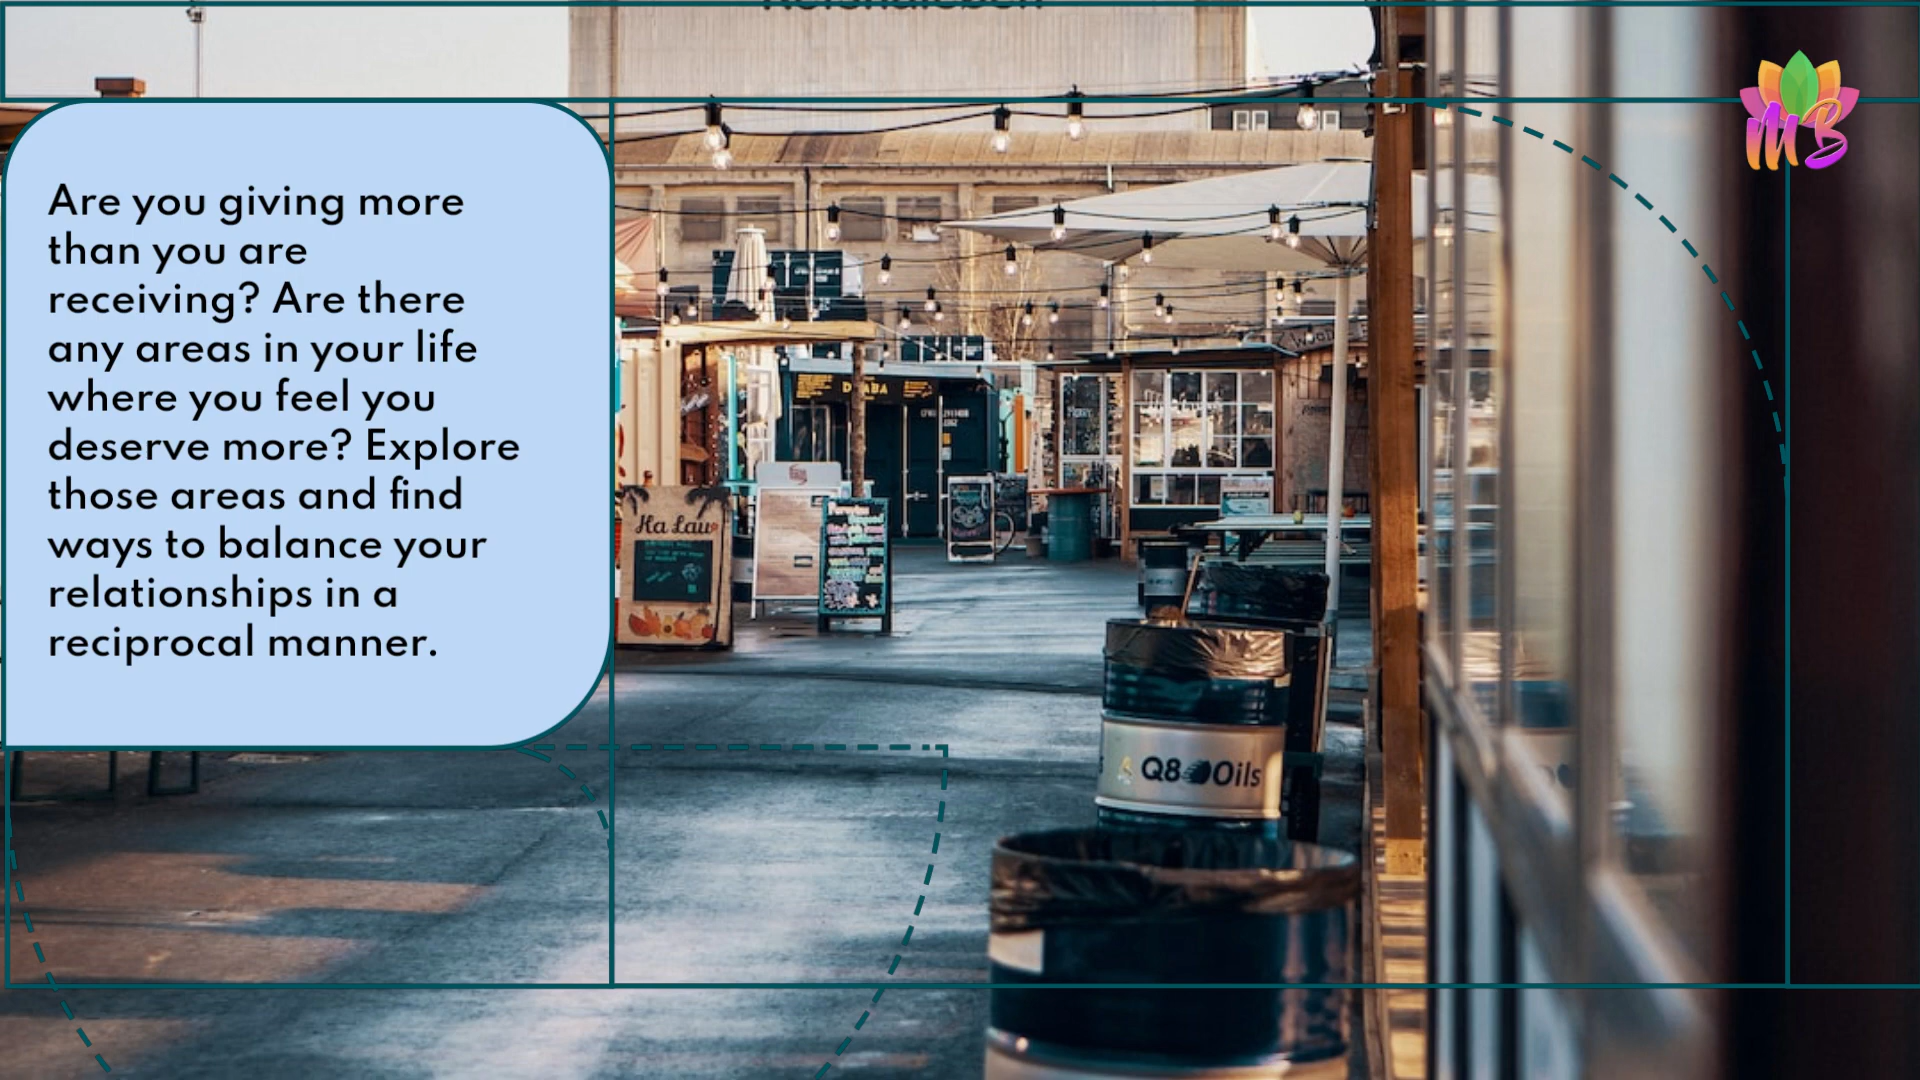 Are you giving more
than you are
receiving? Are there
any areas in your life
where you feel you
deserve more? Explore
those areas and find
ways to balance your
relationships in a
reciprocal manner.
MB
Ha Lau
Q8 Oils